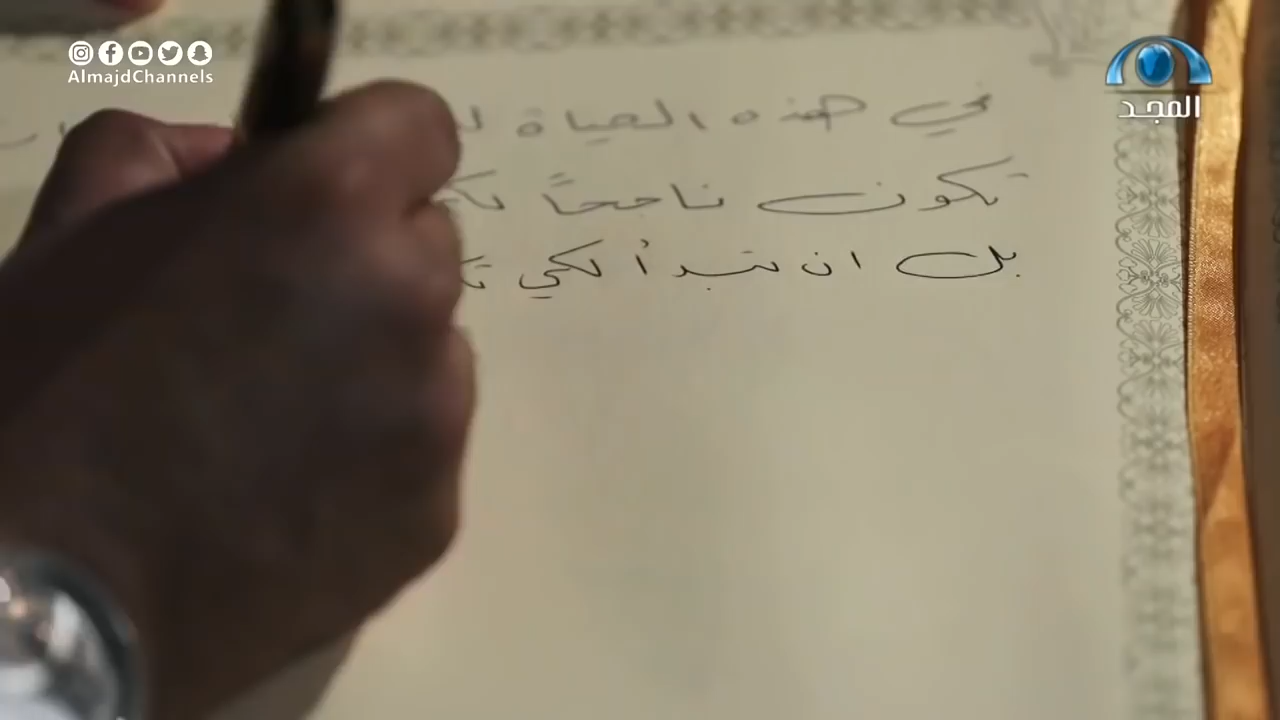 AlmajdChannels
المجد
في هذه الحياة
تكون ناجحاً
بل ان تبدأ لكي